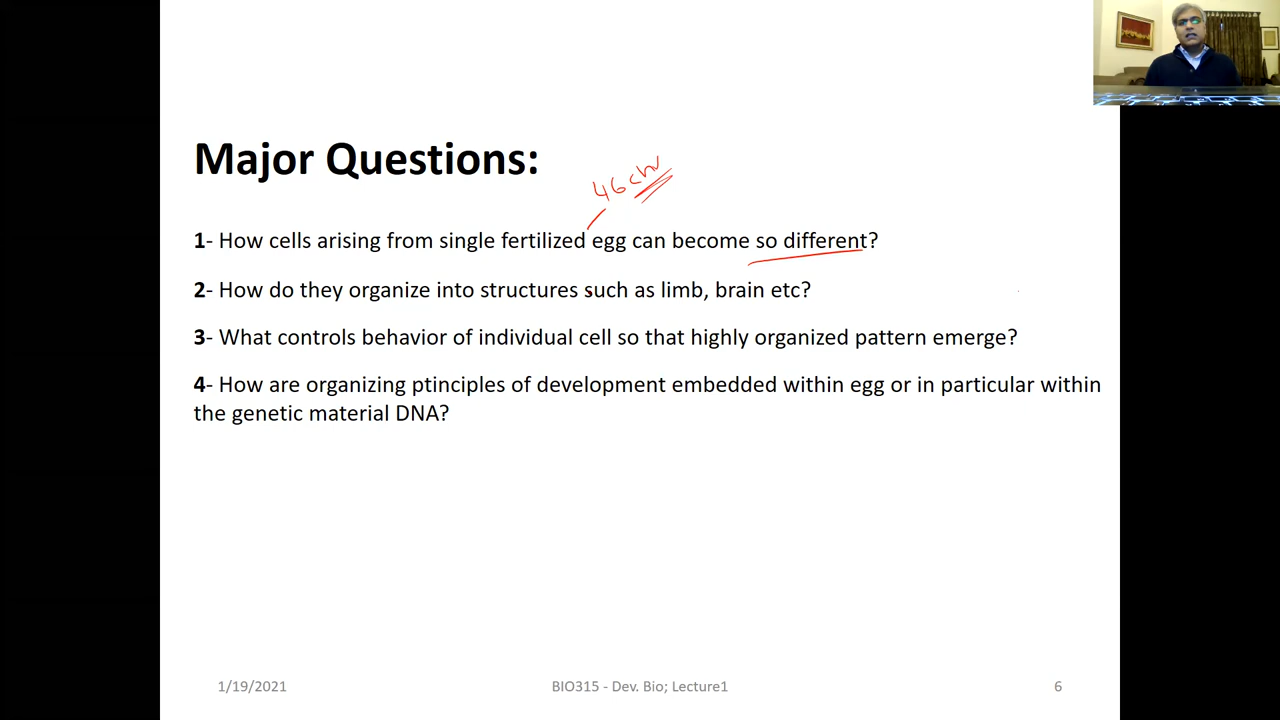 Major Questions:
46 chr
1- How cells arising from single fertilized egg can become so different?
2- How do they organize into structures such as limb, brain etc?
3- What controls behavior of individual cell so that highly organized pattern emerge?
4- How are organizing ptinciples of development embedded within egg or in particular within
the genetic material DNA?
1/19/2021
BIO315 - Dev. Bio; Lecture1
6